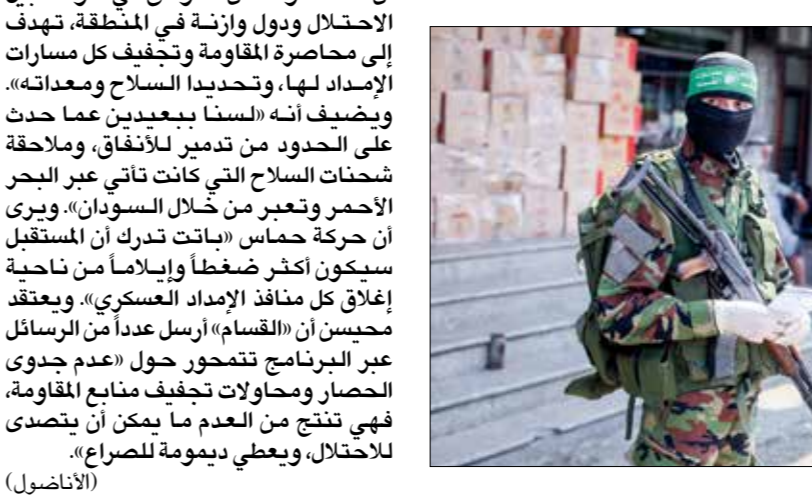 الاحتلال ودول وازنة في المنطقة، تهدف
إلى محاصرة المقاومة وتجفيف كل مسارات
الإمداد لها، وتحديدا السلاح ومعداته».
ويضيف أنه «لسنا ببعيدين عما حدث
على الحدود من تدمير للأنفاق، وملاحقة
شحنات السلاح التي كانت تأتي عبر البحر
الأحمر وتعبر من خلال السودان». ويرى
أن حركة حماس «باتت تدرك أن المستقبل
سيكون أكثر ضغطاً وإيلاماً من ناحية
إغلاق كل منافذ الإمداد العسكري». ويعتقد
محيسن أن «القسام» أرسل عدداً من الرسائل
عبر البرنامج تتمحور حول «عدم جدوى
الحصار ومحاولات تجفيف منابع المقاومة،
فهي تنتج من العدم ما يمكن أن يتصدى
للاحتلال، ويعطي ديمومة للصراع».
(الأناضول)